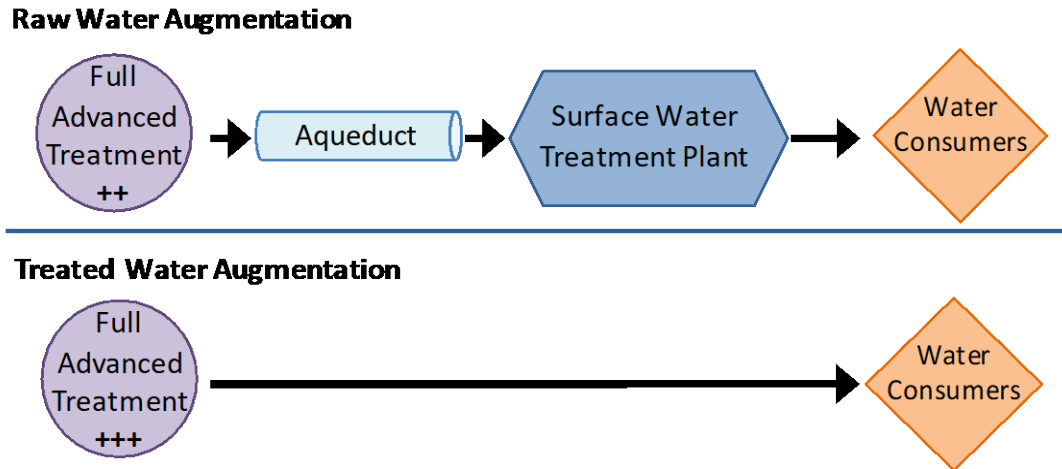 Raw Water Augmentation
Full
Advanced
Treatment
++
Aqueduct
Surface Water
Treatment Plant
Water
Consumers
Treated Water Augmentation
Full
Advanced
Treatment
+++
Water
Consumers